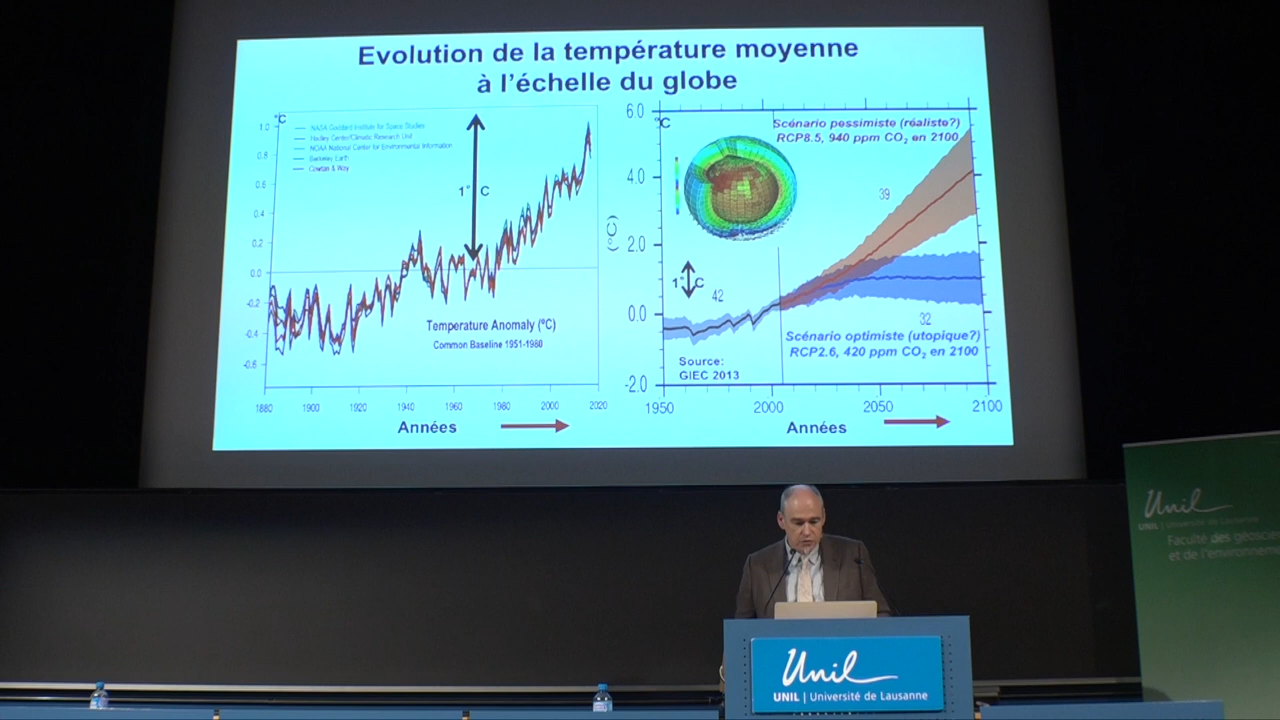 Evolution de la température moyenne
à l'échelle du globe
°C
NASA Goddard Institute for Space Studies
Hadley Center/Climatic Research Unit
NOAA National Center for Environmental Information
Berkeley Earth
Cowtan & Way
1.0
0.8
0.6
0.4
0.2
0.0
-0.2
-0.4
-0.6
1° C
Temperature Anomaly (ºC)
Common Baseline 1951-1980
1880 1900 1920 1940 1960 1980 2000 2020
Années
6.0
4.0
2.0
0.0
-2.0
°C
(°C)
Scénario pessimiste (réaliste?)
RCP8.5, 940 ppm CO2 en 2100
39
1° C
42
32
Scénario optimiste (utopique?)
RCP2.6, 420 ppm CO2 en 2100
Source:
GIEC 2013
1950 2000 2050 2100
Années
Unil
UNIL | Université de Lausanne
Faculté des
et de
Unil
UNIL | Université de Lausanne